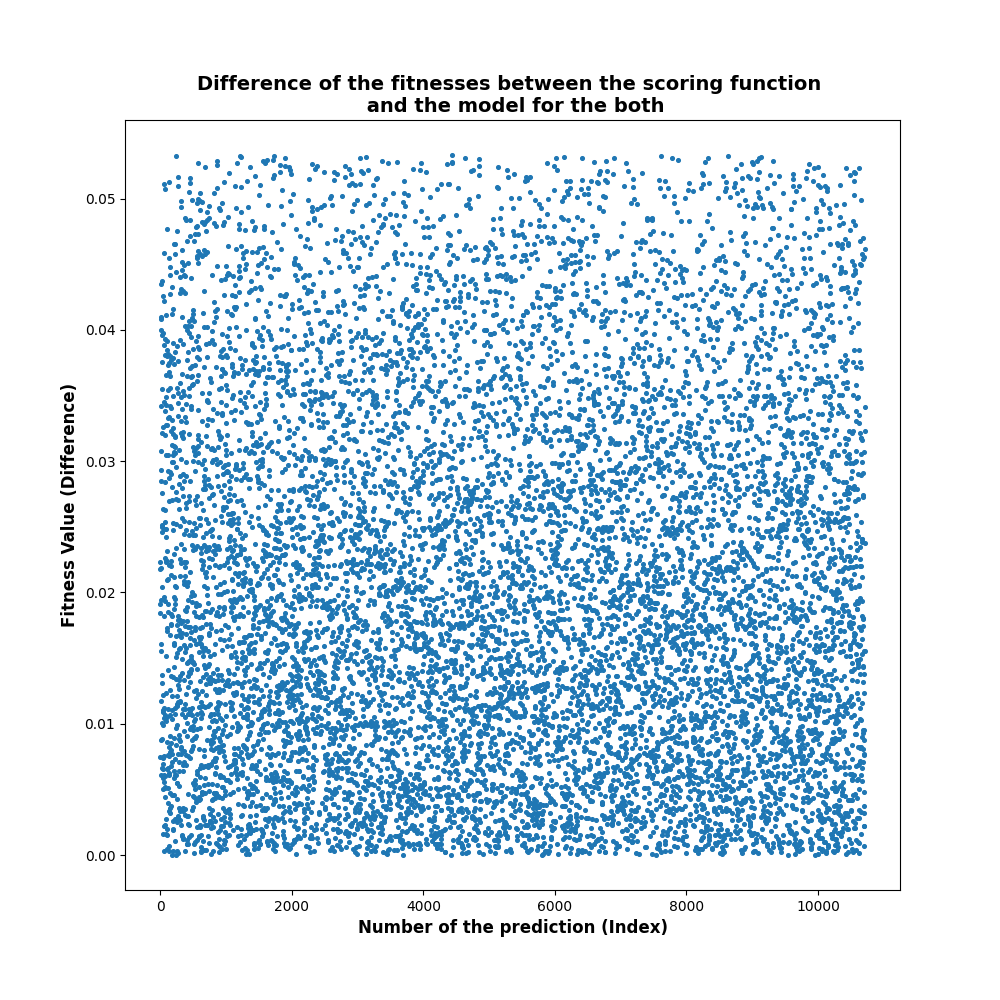 Difference of the fitnesses between the scoring function
and the model for the both
Fitness Value (Difference)
0.05
0.04
0.03
0.02
0.01
0.00
0 2000 4000 6000 8000 10000
Number of the prediction (Index)